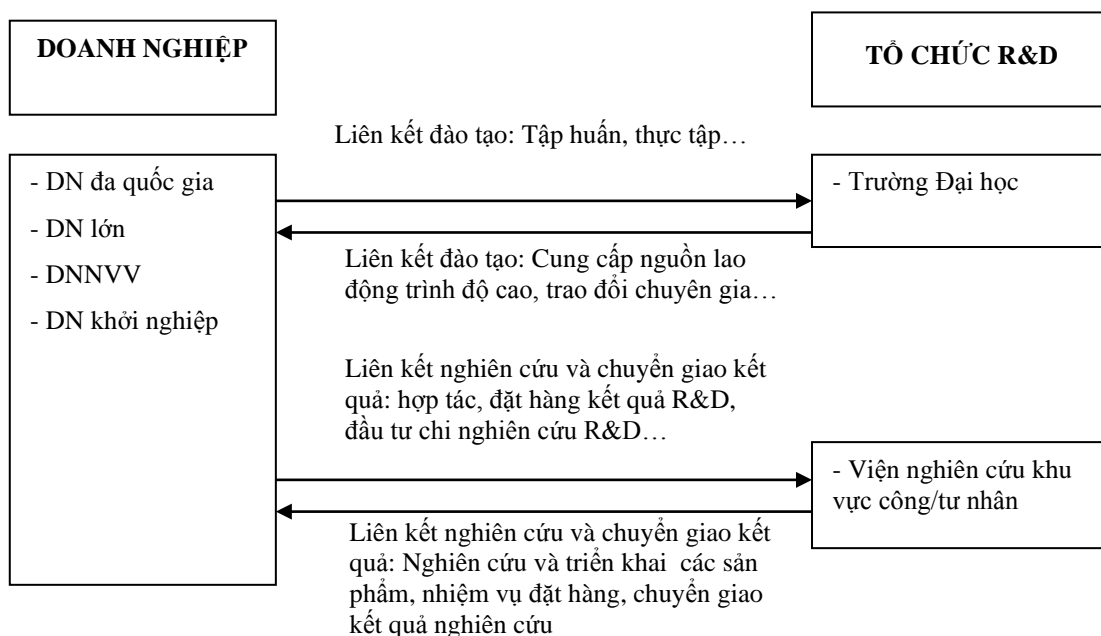 DOANH NGHIỆP
TỔ CHỨC R&D
Liên kết đào tạo: Tập huấn, thực tập…
- DN đa quốc gia
- DN lớn
- DNNVV
- DN khởi nghiệp
- Trường Đại học
Liên kết đào tạo: Cung cấp nguồn lao
động trình độ cao, trao đổi chuyên gia…
Liên kết nghiên cứu và chuyển giao kết
quả: hợp tác, đặt hàng kết quả R&D,
đầu tư chi nghiên cứu R&D…
- Viện nghiên cứu khu
vực công/tư nhân
Liên kết nghiên cứu và chuyển giao kết
quả: Nghiên cứu và triển khai các sản
phẩm, nhiệm vụ đặt hàng, chuyển giao
kết quả nghiên cứu